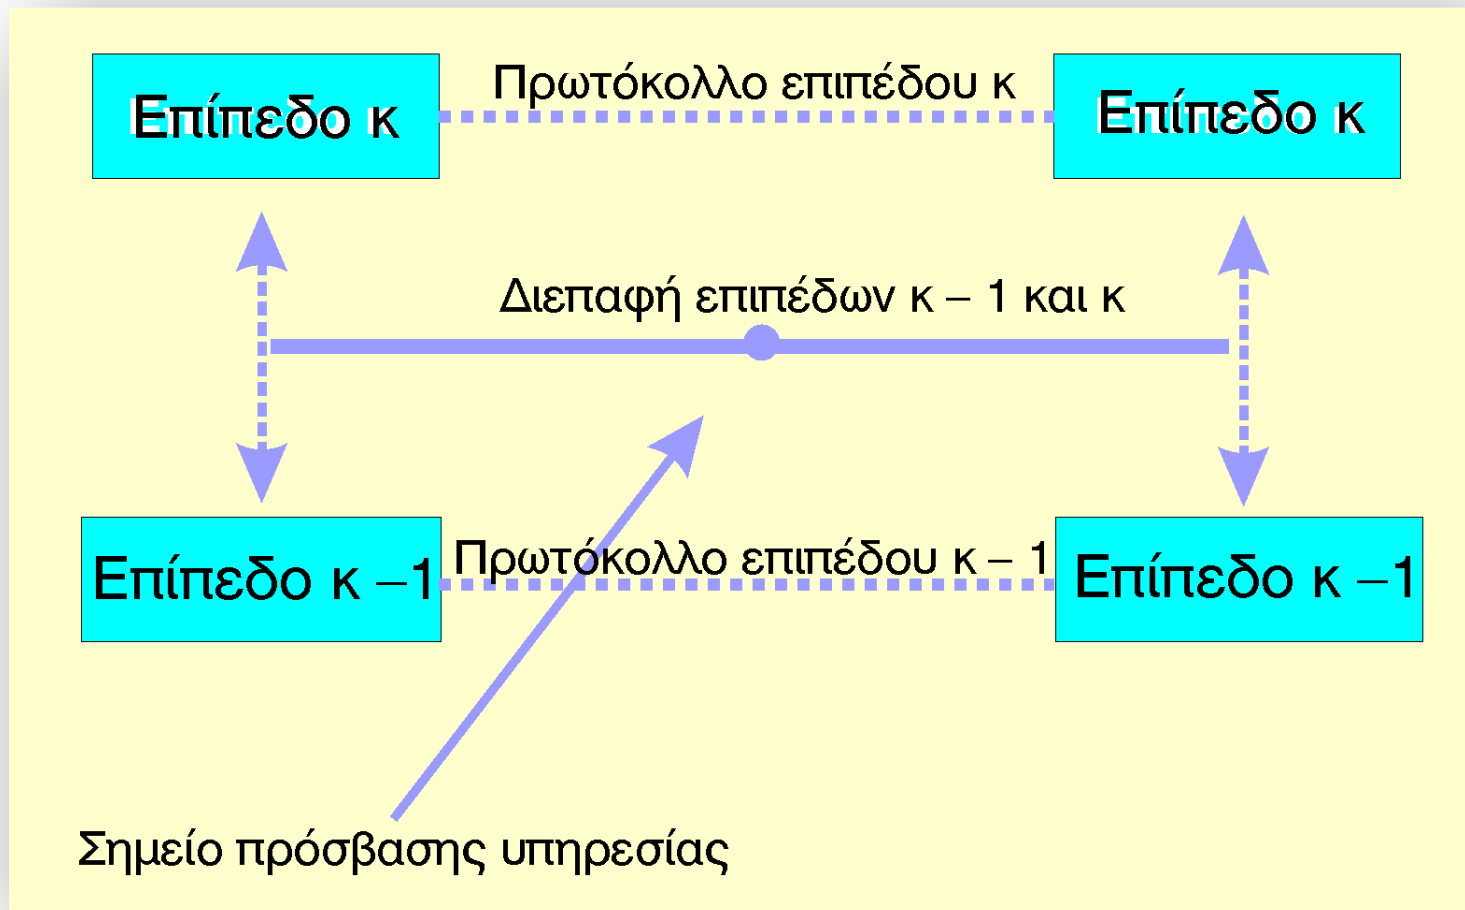 Επίπεδο κ
Πρωτόκολλο επιπέδου κ
Επίπεδο κ
Διεπαφή επιπέδων κ – 1 και κ
Επίπεδο κ –1
Πρωτόκολλο επιπέδου κ – 1
Επίπεδο κ –1
Σημείο πρόσβασης υπηρεσίας